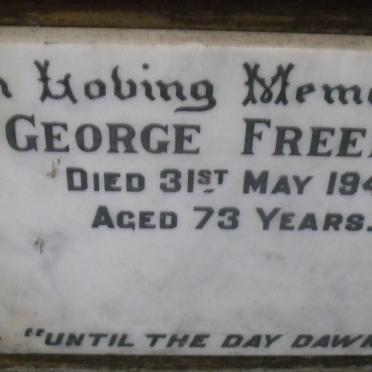 n Loving Mem
GEORGE FREE
DIED 31ST MAY 194
AGED 73 YEARS.
"UNTIL THE DAY DAWN